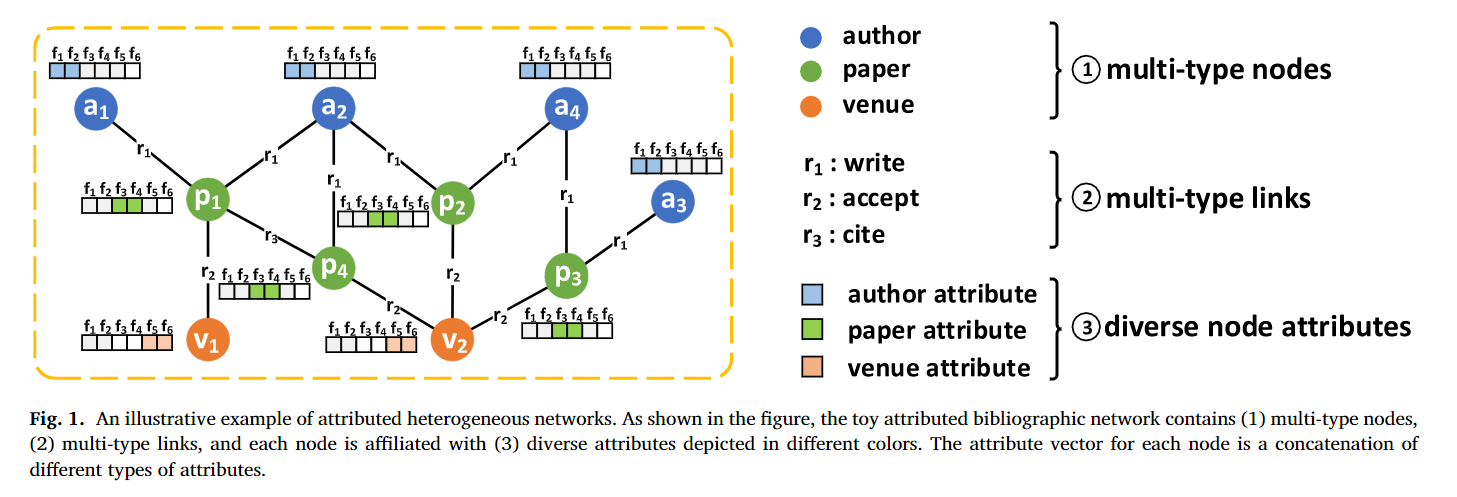 f₁ f₂ f₃ f₄ f₅ f₆
f₁ f₂ f₃ f₄ f₅ f₆
f₁ f₂ f₃ f₄ f₅ f₆
a₁
a₂
a₄
r₁
r₁
r₁
r₁
f₁ f₂ f₃ f₄ f₅ f₆
a₃
r₁
r₁
f₁ f₂ f₃ f₄ f₅ f₆
p₁
f₁ f₂ f₃ f₄ f₅ f₆
p₂
r₃
r₁
r₂
f₁ f₂ f₃ f₄ f₅ f₆
p₄
r₂
p₃
r₂
r₂
f₁ f₂ f₃ f₄ f₅ f₆
f₁ f₂ f₃ f₄ f₅ f₆
v₁
f₁ f₂ f₃ f₄ f₅ f₆
v₂
author
paper
venue
① multi-type nodes
r₁ : write
r₂ : accept
r₃ : cite
② multi-type links
author attribute
paper attribute
venue attribute
③ diverse node attributes
Fig. 1. An illustrative example of attributed heterogeneous networks. As shown in the figure, the toy attributed bibliographic network contains (1) multi-type nodes,
(2) multi-type links, and each node is affiliated with (3) diverse attributes depicted in different colors. The attribute vector for each node is a concatenation of
different types of attributes.